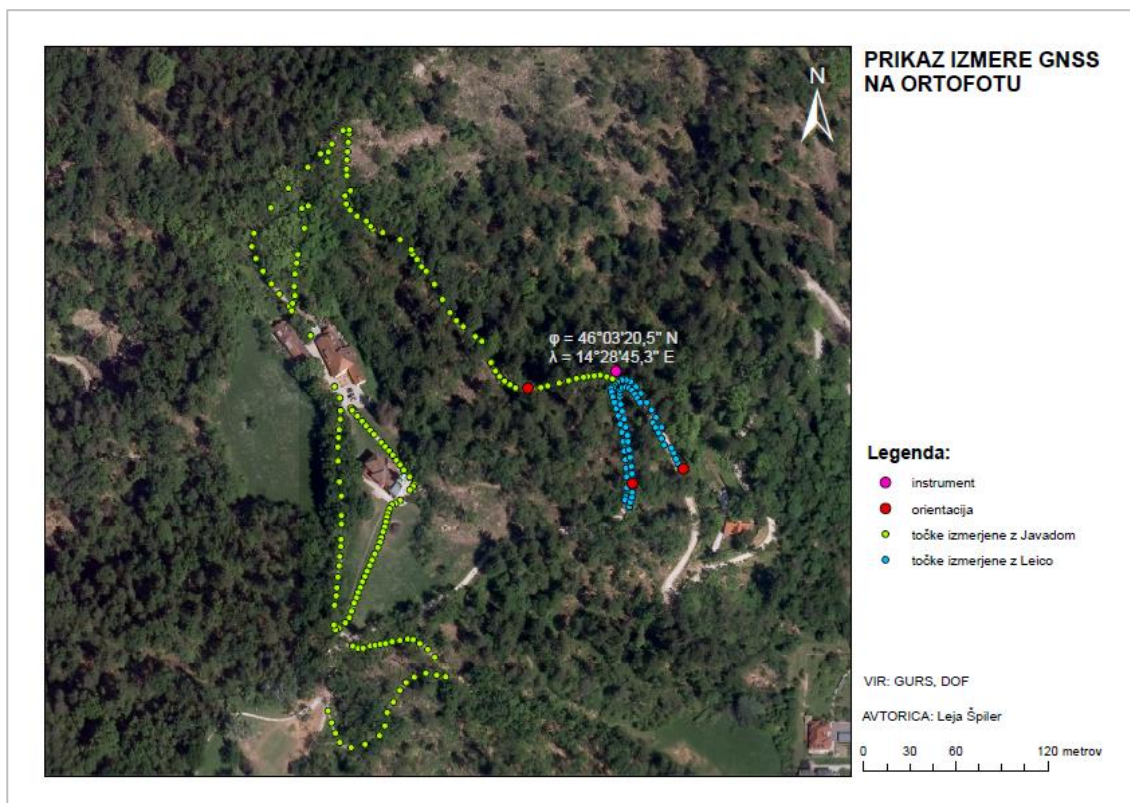 PRIKAZ IZMERE GNSS
NA ORTOFOTU
N
φ = 46°03'20,5" N
λ = 14°28'45,3" E
Legenda:
instrument
orientacija
točke izmerjene z Javadom
točke izmerjene z Leico
VIR: GURS, DOF
AVTORICA: Leja Špiler
0 30 60 120 metrov